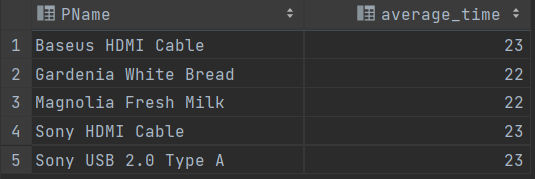 PName average_time
1 Baseus HDMI Cable 23
2 Gardenia White Bread 22
3 Magnolia Fresh Milk 22
4 Sony HDMI Cable 23
5 Sony USB 2.0 Type A 23